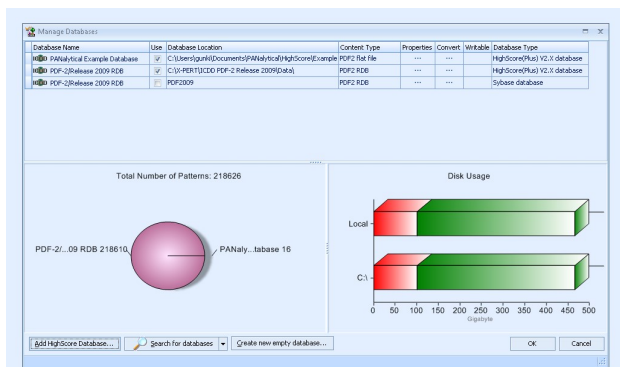 Manage Databases
Database Name Use Database Location Content Type Properties Convert Writable Database Type
PANalytical Example Database C:\Users\gunki\Documents\PANalytical\HighScore\Example PDF2 flat file ... ... HighScore(Plus) V2.X database
PDF-2/Release 2009 RDB C:\X-PERT\ICDD PDF-2 Release 2009\Data\ PDF2 RDB ... ... HighScore(Plus) V2.X database
PDF-2/Release 2009 RDB PDF2009 PDF2 RDB ... ... Sybase database
Total Number of Patterns: 218626
PDF-2/...09 RDB 218610
PANaly...tabase 16
Disk Usage
Local
C:\
0 50 100 150 200 250 300 350 400 450 500
Gigabyte
Add HighScore Database... Search for databases Create new empty database... OK Cancel